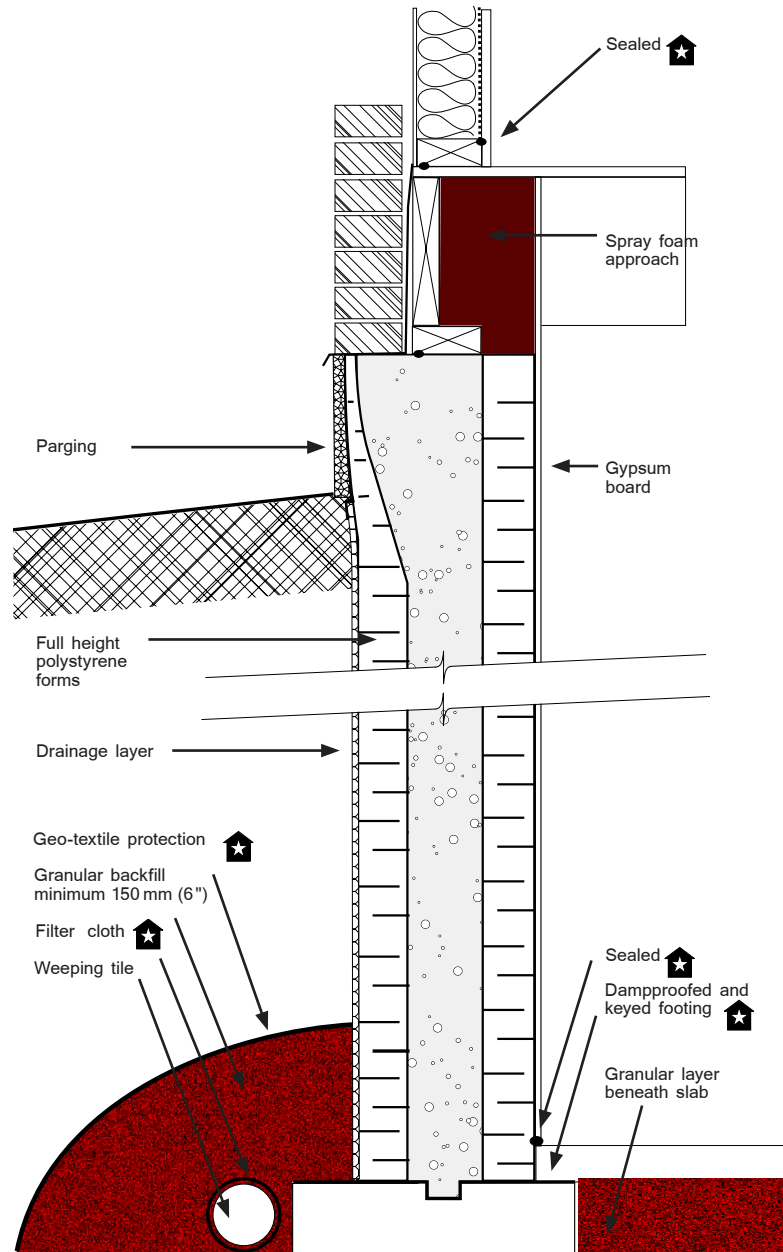 Sealed
Spray foam
approach
Parging
Gypsum
board
Full height
polystyrene
forms
Drainage layer
Geo-textile protection
Granular backfill
minimum 150 mm (6")
Filter cloth
Weeping tile
Sealed
Dampproofed and
keyed footing
Granular layer
beneath slab